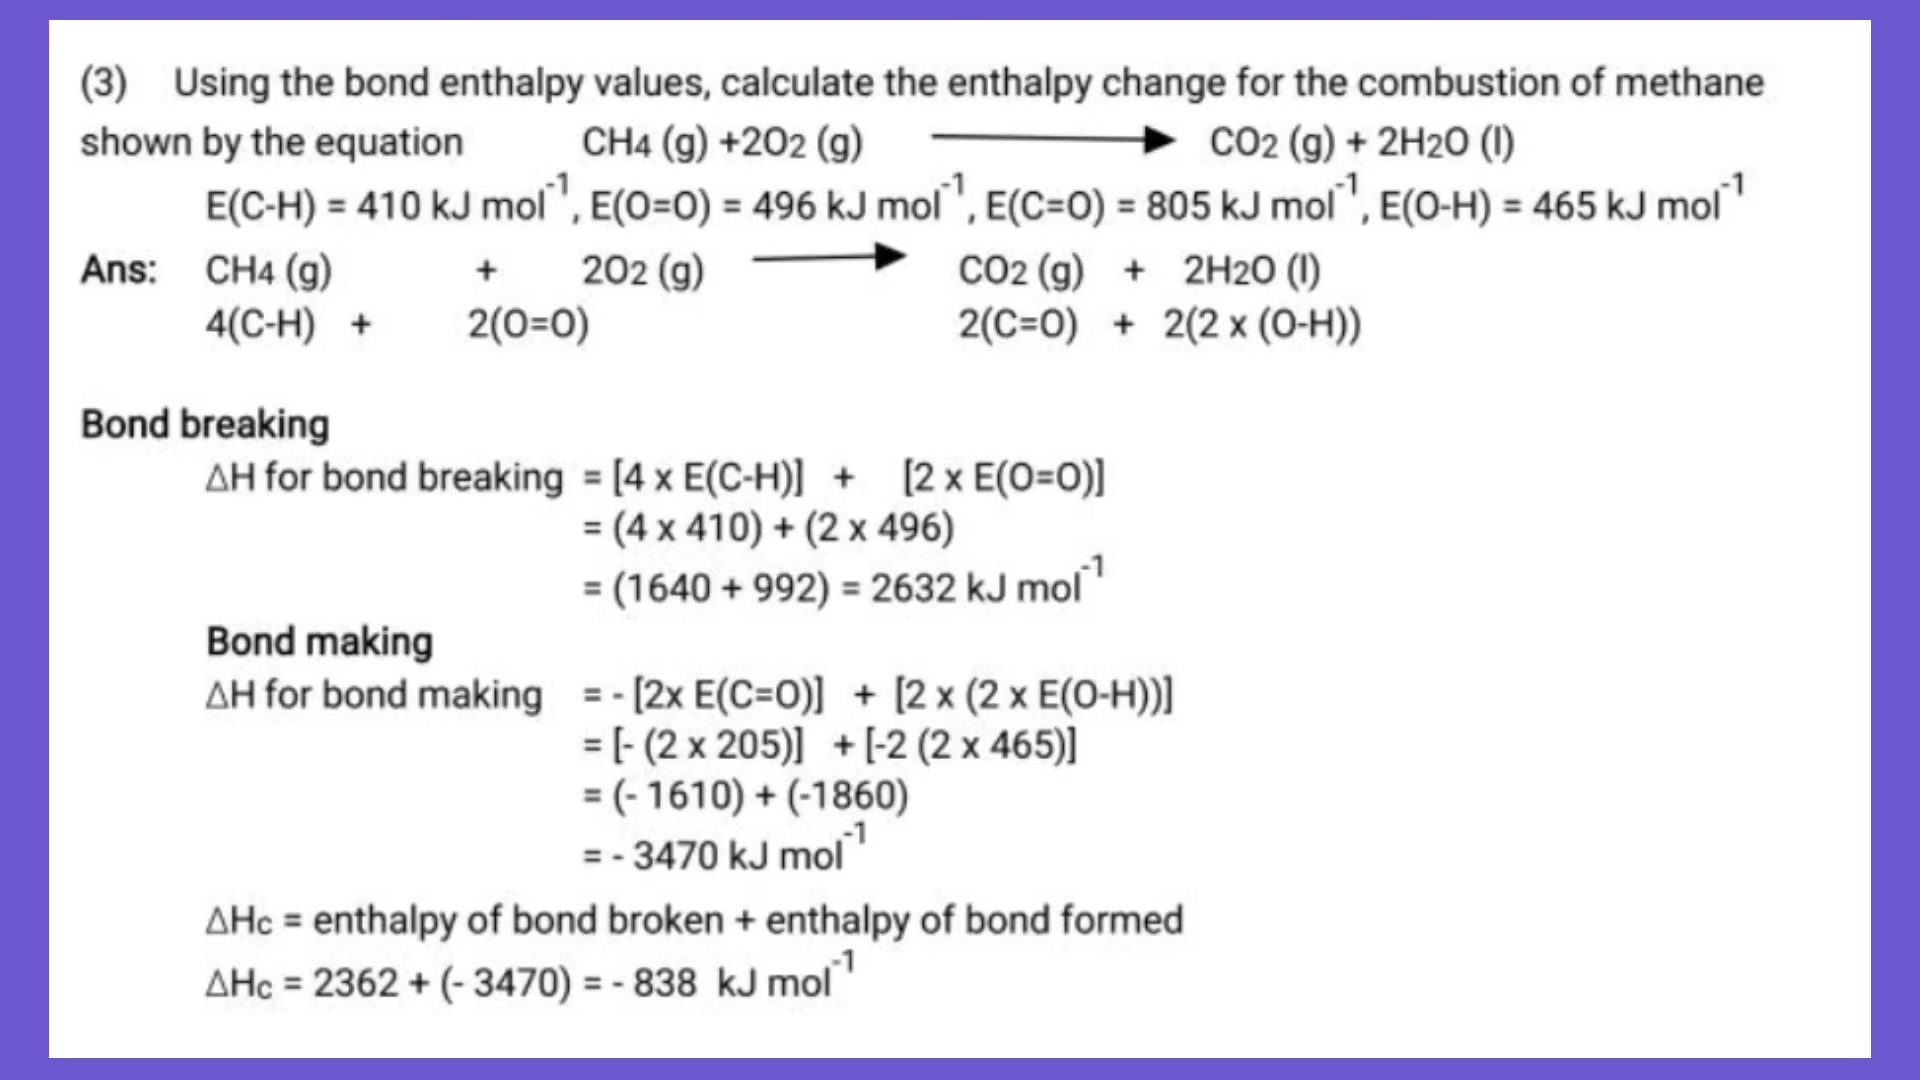 (3) Using the bond enthalpy values, calculate the enthalpy change for the combustion of methane
shown by the equation CH4 (g) +2O2 (g) ⟶ CO2 (g) + 2H2O (l)
E(C-H) = 410 kJ mol⁻¹, E(O=O) = 496 kJ mol⁻¹, E(C=O) = 805 kJ mol⁻¹, E(O-H) = 465 kJ mol⁻¹
Ans: CH4 (g) + 2O2 (g) ⟶ CO2 (g) + 2H2O (l)
4(C-H) + 2(O=O) 2(C=O) + 2(2 x (O-H))
Bond breaking
△H for bond breaking = [4 x E(C-H)] + [2 x E(O=O)]
= (4 x 410) + (2 x 496)
= (1640 + 992) = 2632 kJ mol⁻¹
Bond making
△H for bond making = - [2x E(C=O)] + [2 x (2 x E(O-H))]
= [- (2 x 205)] + [-2 (2 x 465)]
= (- 1610) + (-1860)
= - 3470 kJ mol⁻¹
△Hc = enthalpy of bond broken + enthalpy of bond formed
△Hc = 2362 + (- 3470) = - 838 kJ mol⁻¹